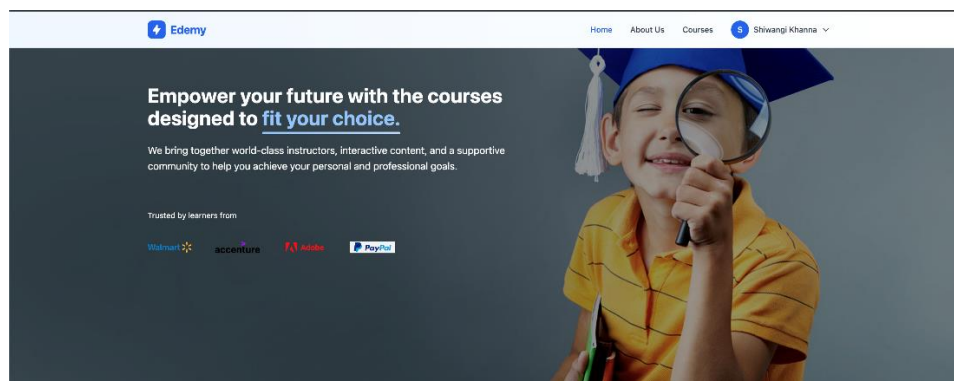 Edemy
Home About Us Courses S Shiwangi Khanna
Empower your future with the courses
designed to fit your choice.
We bring together world-class instructors, interactive content, and a supportive
community to help you achieve your personal and professional goals.
Trusted by learners from
Walmart accenture Adobe PayPal